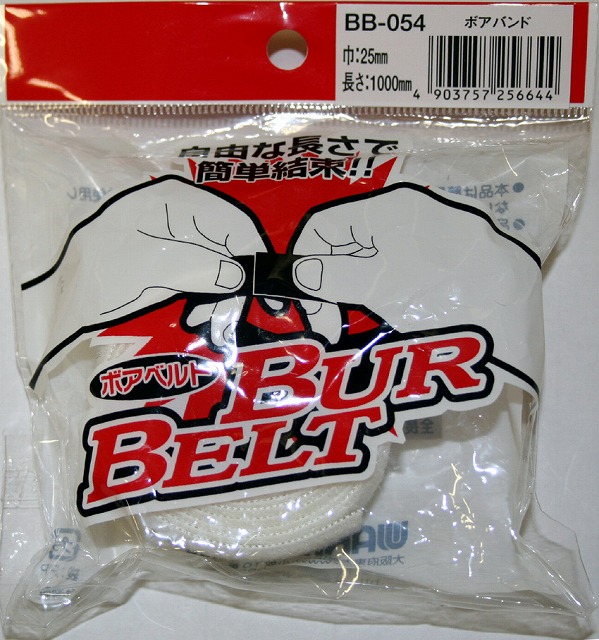 BB-054
ボアバンド
巾:25mm
長さ:1000mm
4 903757 256644
自由な長さで
簡単結束!!
ボアベルト
BUR
BELT